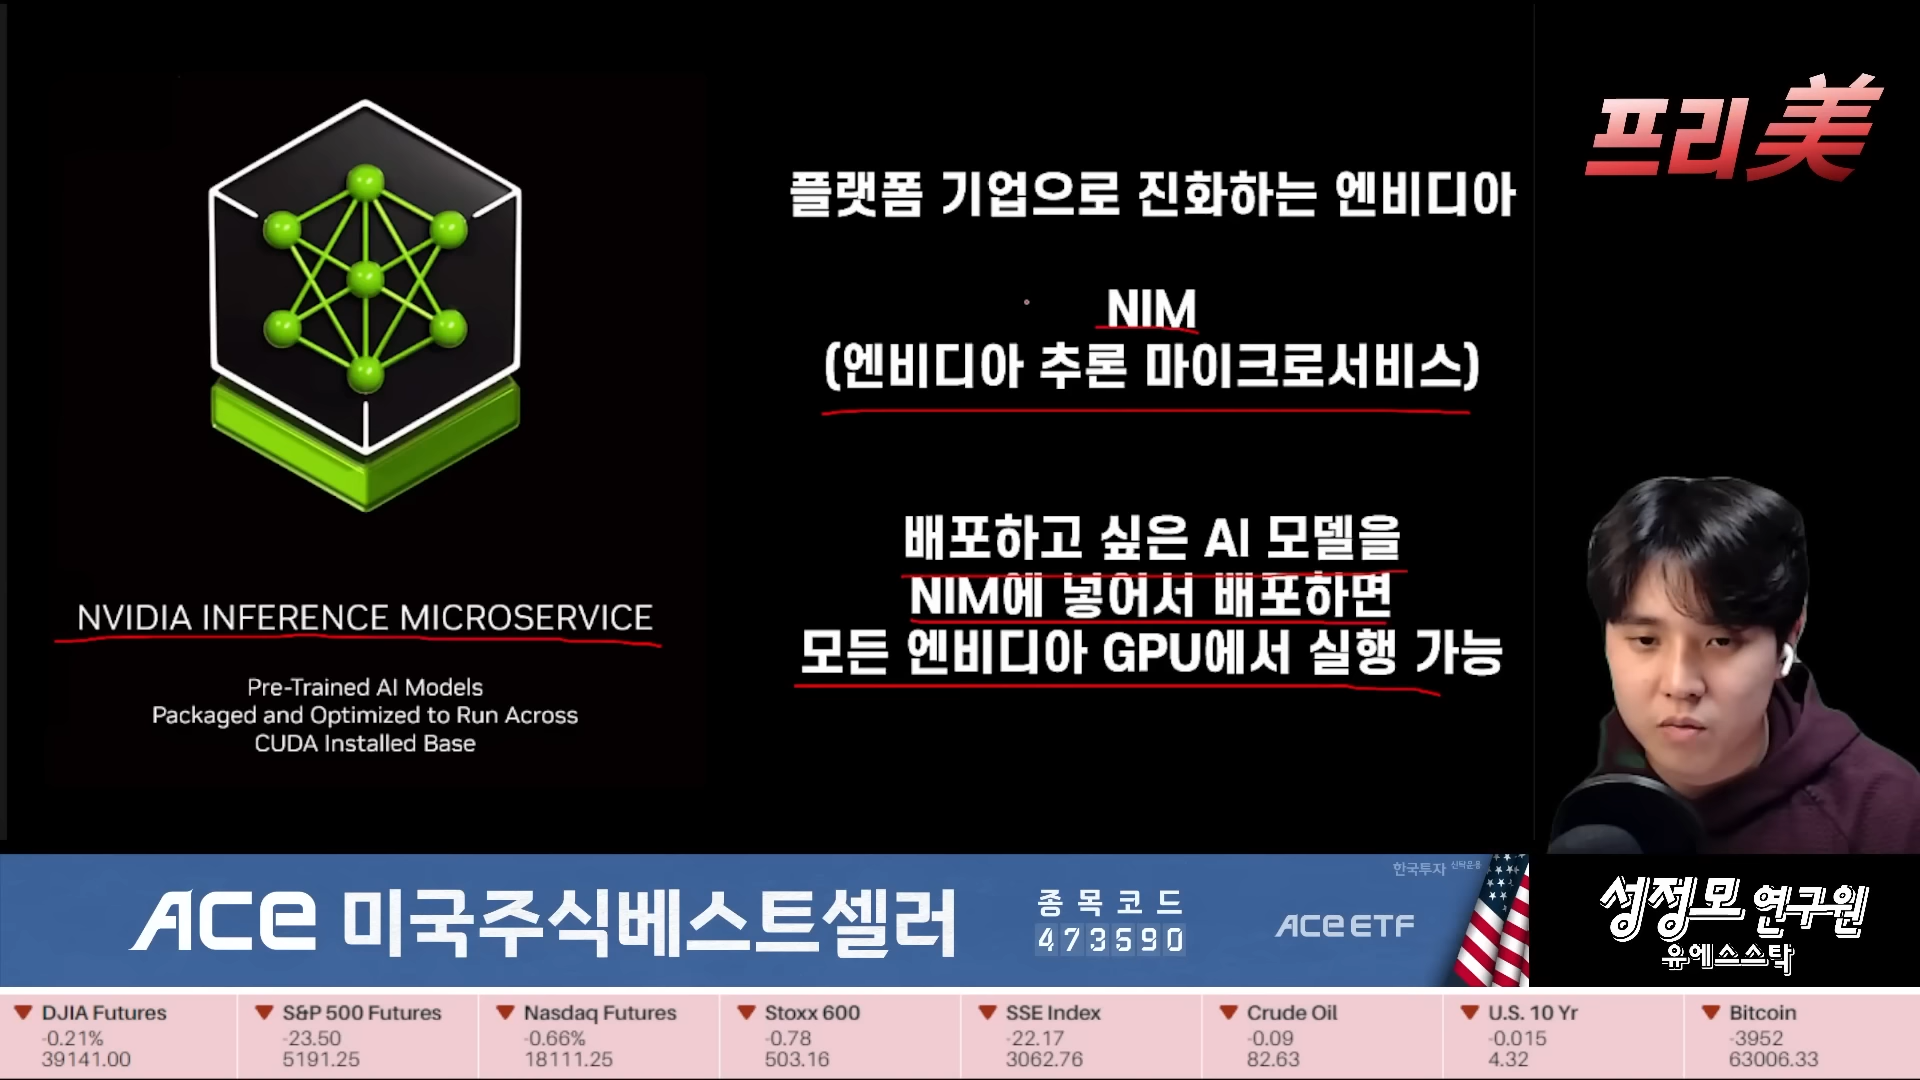 프리美
플랫폼 기업으로 진화하는 엔비디아
NIM
(엔비디아 추론 마이크로서비스)
배포하고 싶은 AI 모델을
NIM에 넣어서 배포하면
모든 엔비디아 GPU에서 실행 가능
NVIDIA INFERENCE MICROSERVICE
Pre-Trained AI Models
Packaged and Optimized to Run Across
CUDA Installed Base
ACE 미국주식베스트셀러
종목코드
473590
ACE ETF
한국투자 신탁운용
성정모 연구원
유에스스탁
DJIA Futures
-0.21%
39141.00
S&P 500 Futures
-23.50
5191.25
Nasdaq Futures
-0.66%
18111.25
Stoxx 600
-0.78
503.16
SSE Index
-22.17
3062.76
Crude Oil
-0.09
82.63
U.S. 10 Yr
-0.015
4.32
Bitcoin
-3952
63006.33